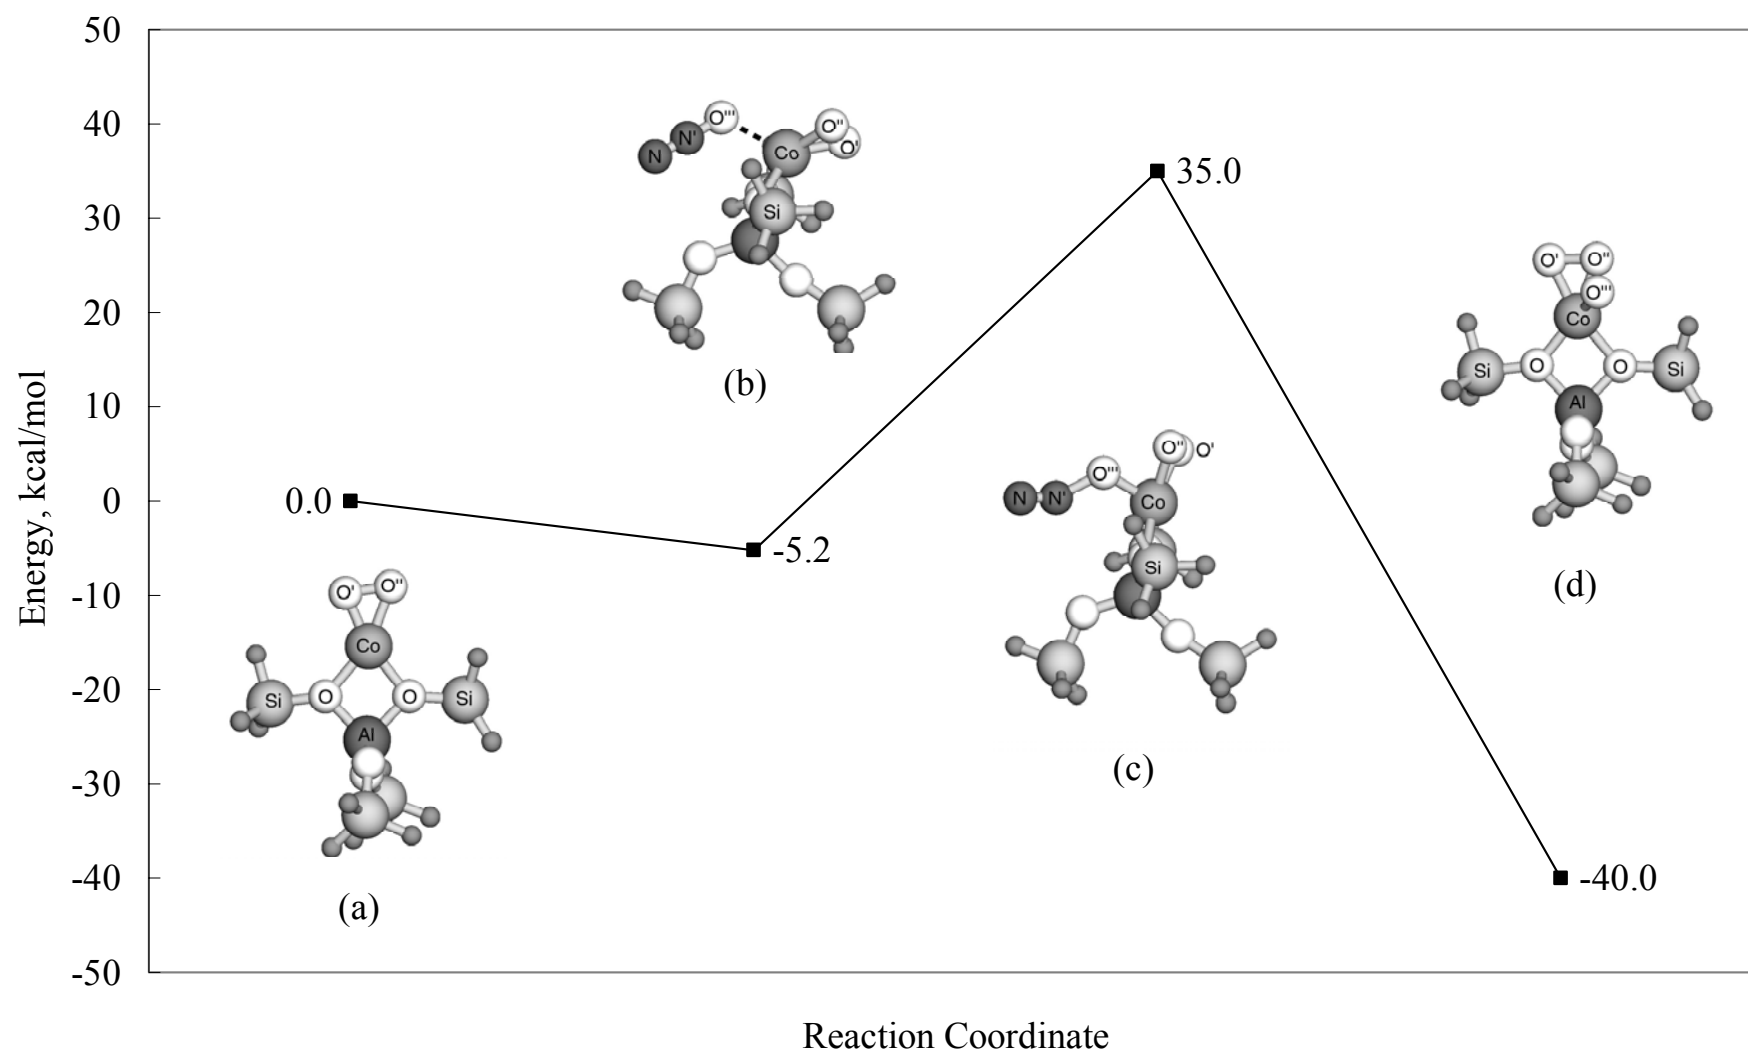 50
40
30
20
10
0
-10
-20
-30
-40
-50
Energy, kcal/mol
Reaction Coordinate
0.0
-5.2
35.0
-40.0
O' O"
Co
Si O O Si
Al
(a)
N N' O''' Co O" O'
Si
(b)
N N' O''' Co O" O'
Si
(c)
O' O"
O'''
Co
Si O O Si
Al
(d)